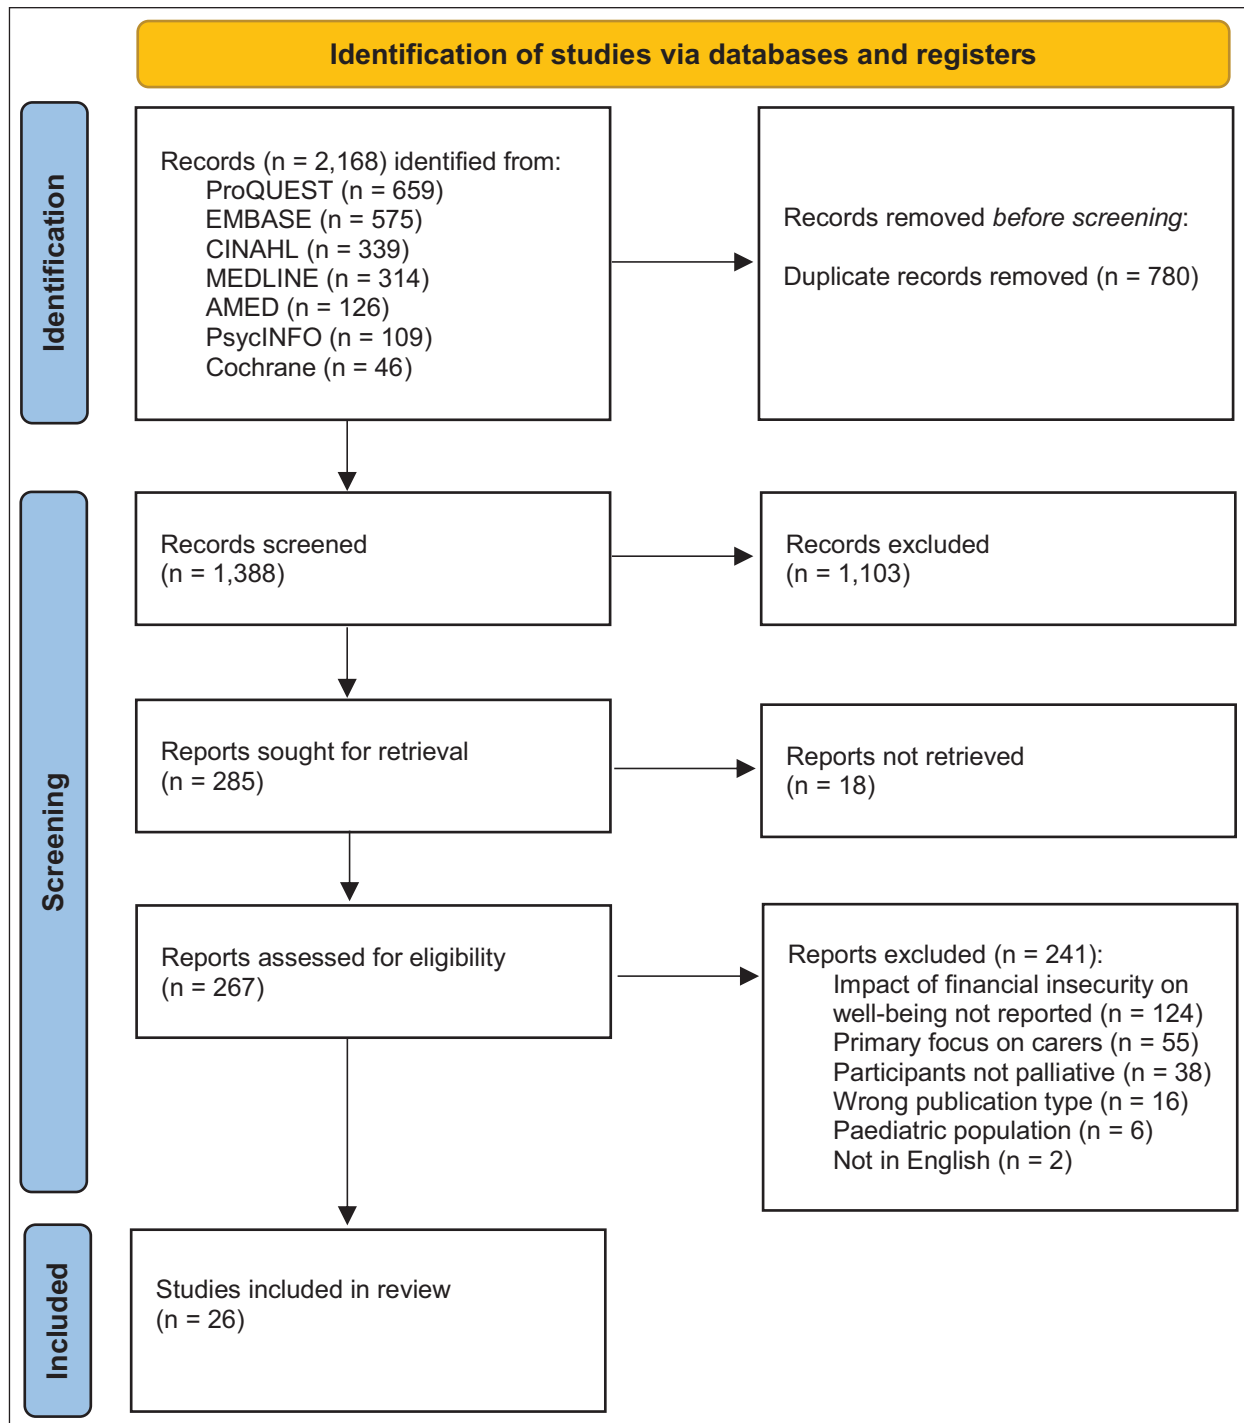 Identification of studies via databases and registers
Identification
Records (n = 2,168) identified from:
ProQUEST (n = 659)
EMBASE (n = 575)
CINAHL (n = 339)
MEDLINE (n = 314)
AMED (n = 126)
PsycINFO (n = 109)
Cochrane (n = 46)
Records removed before screening:
Duplicate records removed (n = 780)
Screening
Records screened
(n = 1,388)
Records excluded
(n = 1,103)
Reports sought for retrieval
(n = 285)
Reports not retrieved
(n = 18)
Reports assessed for eligibility
(n = 267)
Reports excluded (n = 241):
Impact of financial insecurity on
well-being not reported (n = 124)
Primary focus on carers (n = 55)
Participants not palliative (n = 38)
Wrong publication type (n = 16)
Paediatric population (n = 6)
Not in English (n = 2)
Included
Studies included in review
(n = 26)